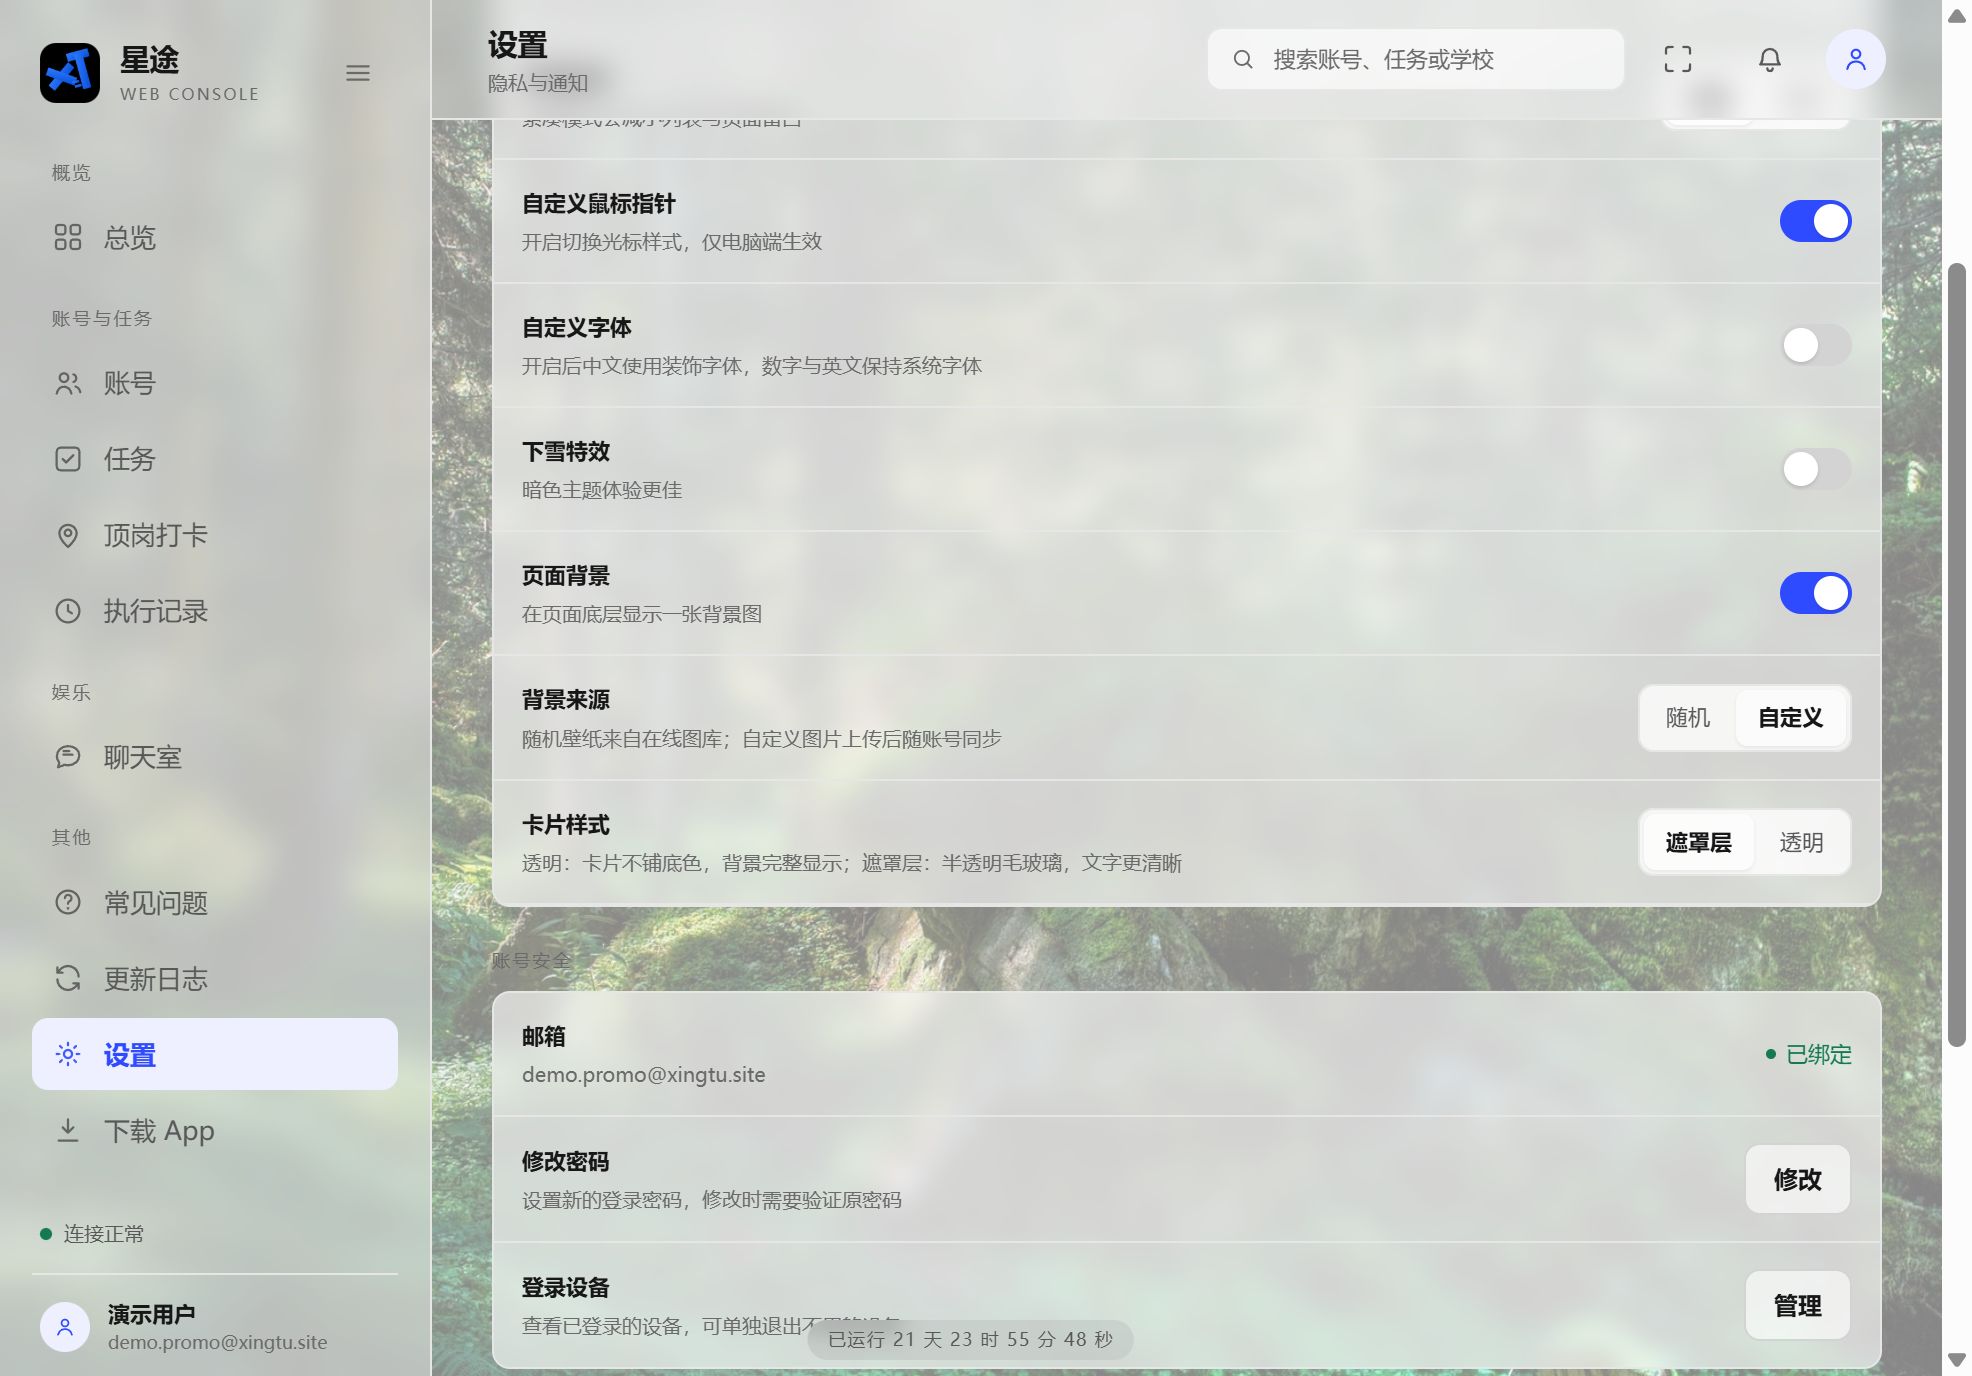 星途
WEB CONSOLE
概览
总览
账号与任务
账号
任务
顶岗打卡
执行记录
娱乐
聊天室
其他
常见问题
更新日志
设置
下载 App
连接正常
演示用户
demo.promo@xingtu.site
设置
隐私与通知
搜索账号、任务或学校
自定义鼠标指针
开启切换光标样式，仅电脑端生效
自定义字体
开启后中文使用装饰字体，数字与英文保持系统字体
下雪特效
暗色主题体验更佳
页面背景
在页面底层显示一张背景图
背景来源
随机壁纸来自在线图库；自定义图片上传后随账号同步
随机 自定义
卡片样式
透明：卡片不铺底色，背景完整显示；遮罩层：半透明毛玻璃，文字更清晰
遮罩层 透明
账号安全
邮箱
demo.promo@xingtu.site
已绑定
修改密码
设置新的登录密码，修改时需要验证原密码
修改
登录设备
查看已登录的设备，可单独退出不
管理
已运行 21 天 23 时 55 分 48 秒